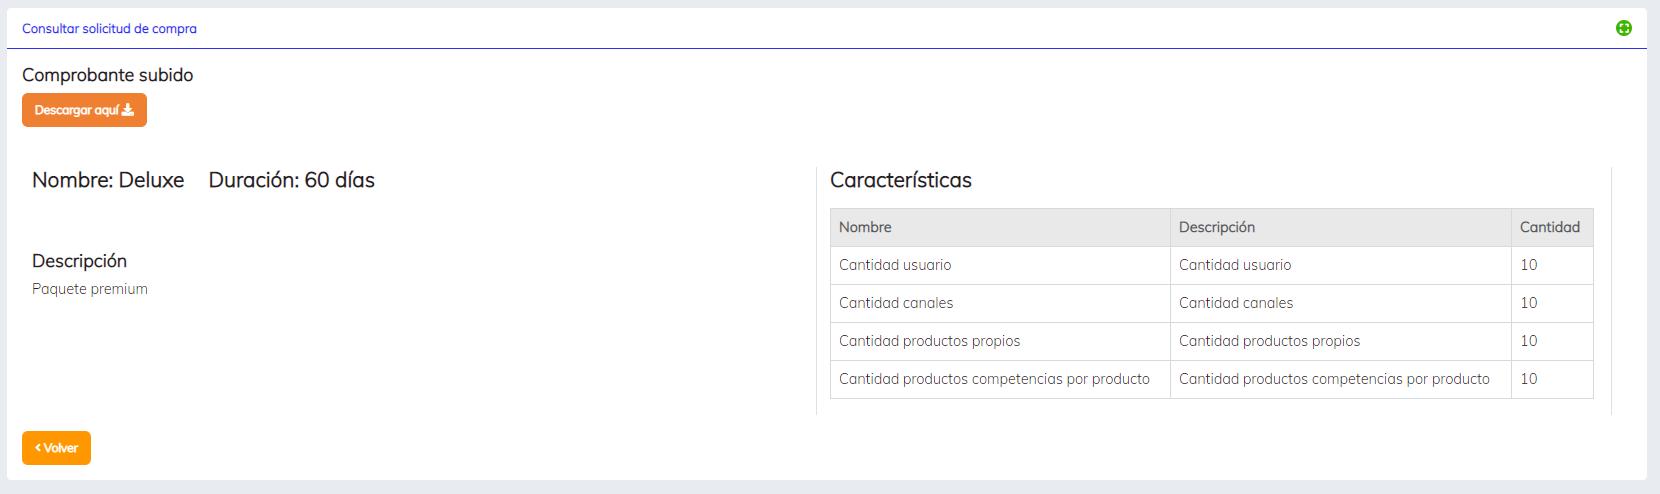 Consultar solicitud de compra
Comprobante subido
Descargar aquí
Nombre: Deluxe Duración: 60 días
Descripción
Paquete premium
Características
Nombre Descripción Cantidad
Cantidad usuario Cantidad usuario 10
Cantidad canales Cantidad canales 10
Cantidad productos propios Cantidad productos propios 10
Cantidad productos competencias por producto Cantidad productos competencias por producto 10
Volver